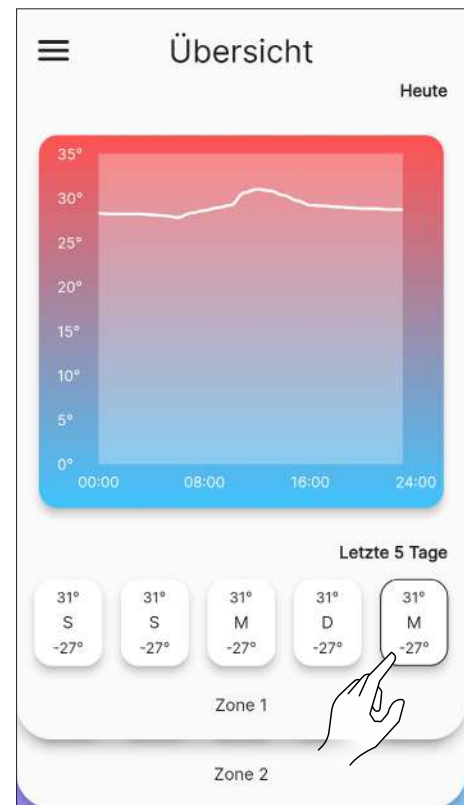 Übersicht
Heute
35°
30°
25°
20°
15°
10°
5°
0°
00:00 08:00 16:00 24:00
Letzte 5 Tage
31° 31° 31° 31° 31°
S S M D M
-27° -27° -27° -27° -27°
Zone 1
Zone 2